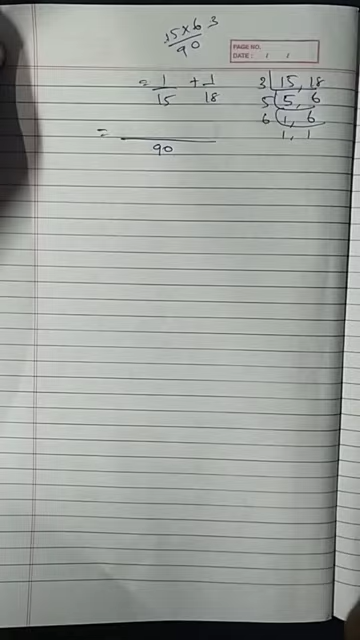 15 × 6 3
90
PAGE NO.
DATE : / /
= 1/15 + 1/18
3 | 15, 18
5 | 5, 6
6 | 1, 6
1, 1
= ___
90